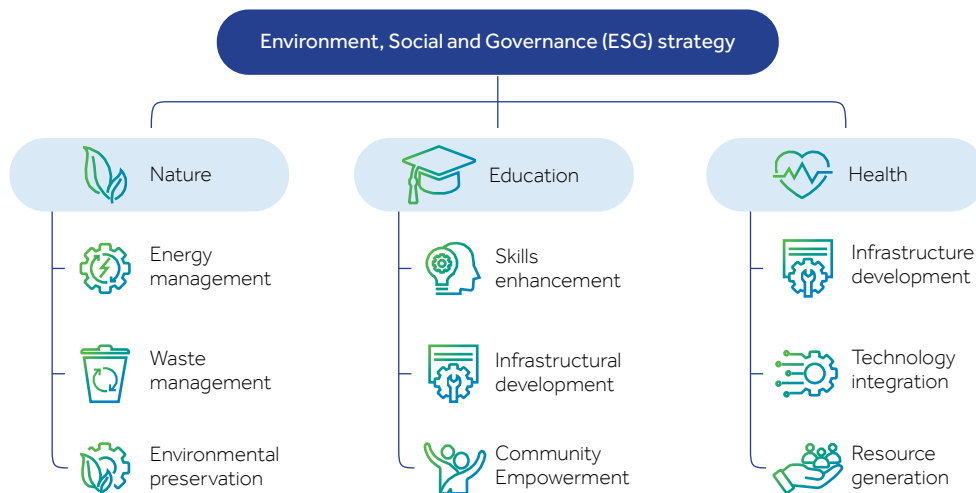 Environment, Social and Governance (ESG) strategy
Nature
Energy
management
Waste
management
Environmental
preservation
Education
Skills
enhancement
Infrastructural
development
Community
Empowerment
Health
Infrastructure
development
Technology
integration
Resource
generation